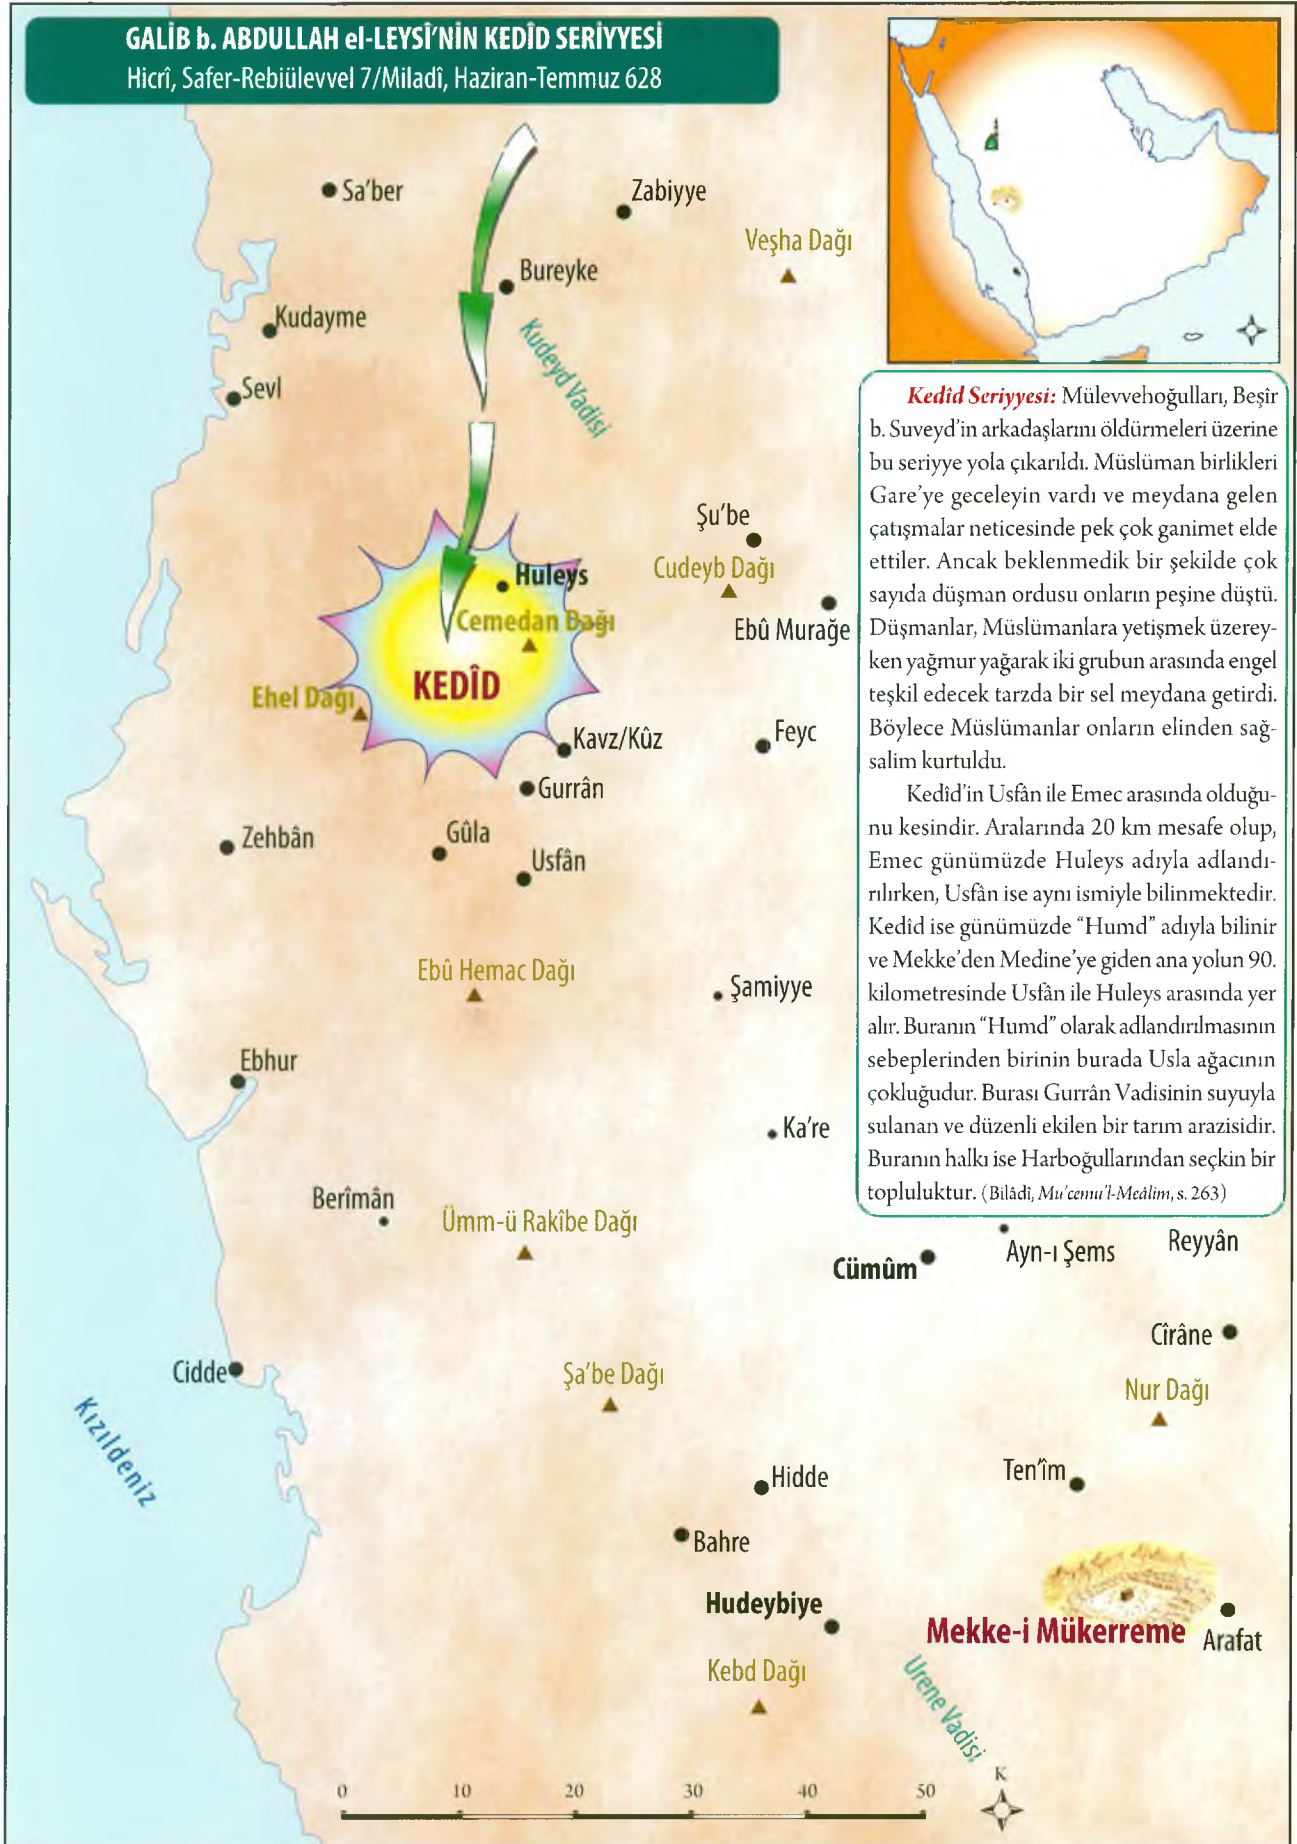 GALİB b. ABDULLAH el-LEYSÎ’NİN KEDÎD SERİYYESİ
Hicrî, Safer-Rebiülevvel 7/Miladî, Haziran-Temmuz 628
Sa’ber
Zabiyye
Veşha Dağı
Bureyke
Kudayme
Kudeyd Vadisi
Sevl
Kedîd Seriyyesi: Mülevvehoğulları, Beşîr
b. Suveyd’in arkadaşlarını öldürmeleri üzerine
bu seriyye yola çıkarıldı. Müslüman birlikleri
Gare’ye geceleyin vardı ve meydana gelen
çatışmalar neticesinde pek çok ganimet elde
ettiler. Ancak beklenmedik bir şekilde çok
sayıda düşman ordusu onların peşine düştü.
Düşmanlar, Müslümanlara yetişmek üzerey-
ken yağmur yağarak iki grubun arasında engel
teşkil edecek tarzda bir sel meydana getirdi.
Böylece Müslümanlar onların elinden sağ-
salim kurtuldu.
Kedîd’in Usfân ile Emec arasında olduğu-
nu kesindir. Aralarında 20 km mesafe olup,
Emec günümüzde Huleys adıyla adlandı-
rılırken, Usfân ise aynı ismiyle bilinmektedir.
Kedîd ise günümüzde “Humd” adıyla bilinir
ve Mekke’den Medine’ye giden ana yolun 90.
kilometresinde Usfân ile Huleys arasında yer
alır. Buranın “Humd” olarak adlandırılmasının
sebeplerinden birinin burada Usla ağacının
çokluğudur. Burası Gurrân Vadisinin suyuyla
sulanan ve düzenli ekilen bir tarım arazisidir.
Buranın halkı ise Harboğullarından seçkin bir
topluluktur. (Bilâdî, Mu’cemu’l-Meâlim, s. 263)
Şu’be
Huleys
Cudeyb Dağı
Cemedan Dağı
Ebû Murağe
KEDÎD
Ehel Dağı
Kavz/Kûz
Feyc
Gurrân
Zehbân
Gûla
Usfân
Ebû Hemac Dağı
Şamiyye
Ebhur
Ka’re
Berîmân
Ümm-ü Rakîbe Dağı
Ayn-ı Şems
Reyyân
Cümûm
Cîrâne
Cidde
Şa’be Dağı
Nur Dağı
Kızıldeniz
Hidde
Ten’îm
Bahre
Hudeybiye
Mekke-i Mükerreme
Arafat
Kebd Dağı
Urene Vadisi
K
0 10 20 30 40 50